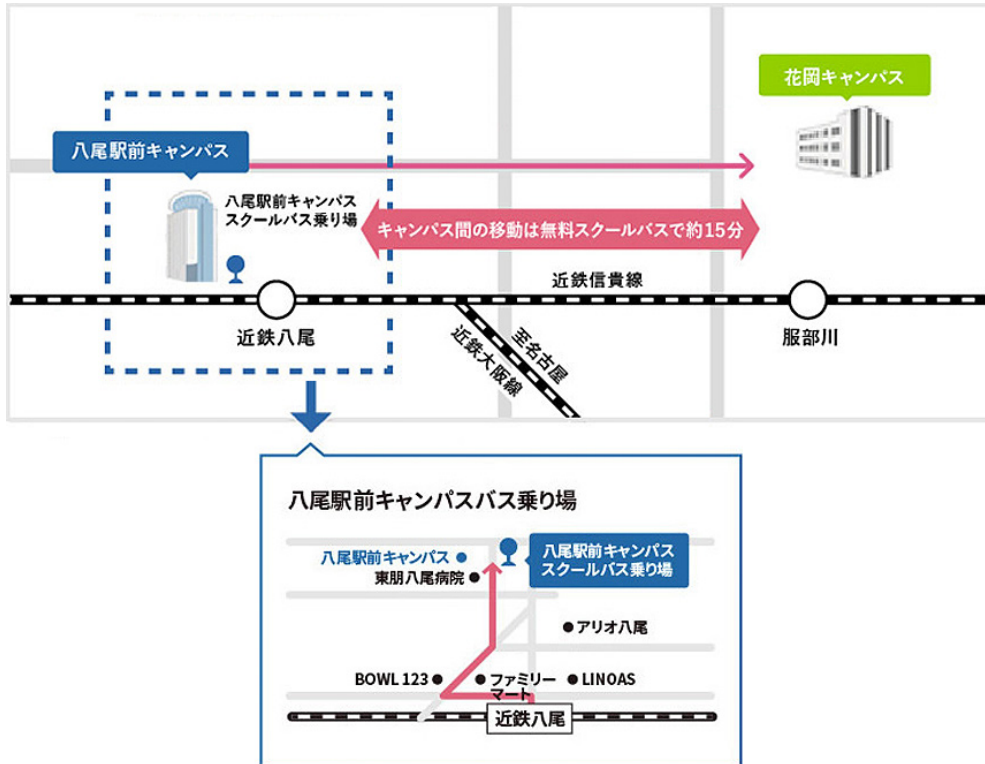 花岡キャンパス
八尾駅前キャンパス
八尾駅前キャンパス
スクールバス乗り場
キャンパス間の移動は無料スクールバスで約15分
近鉄信貴線
近鉄八尾
服部川
至名古屋
近鉄大阪線
八尾駅前キャンパスバス乗り場
八尾駅前キャンパス
八尾駅前キャンパス
スクールバス乗り場
東朋八尾病院
アリオ八尾
BOWL 123
ファミリー
マート
LINOAS
近鉄八尾